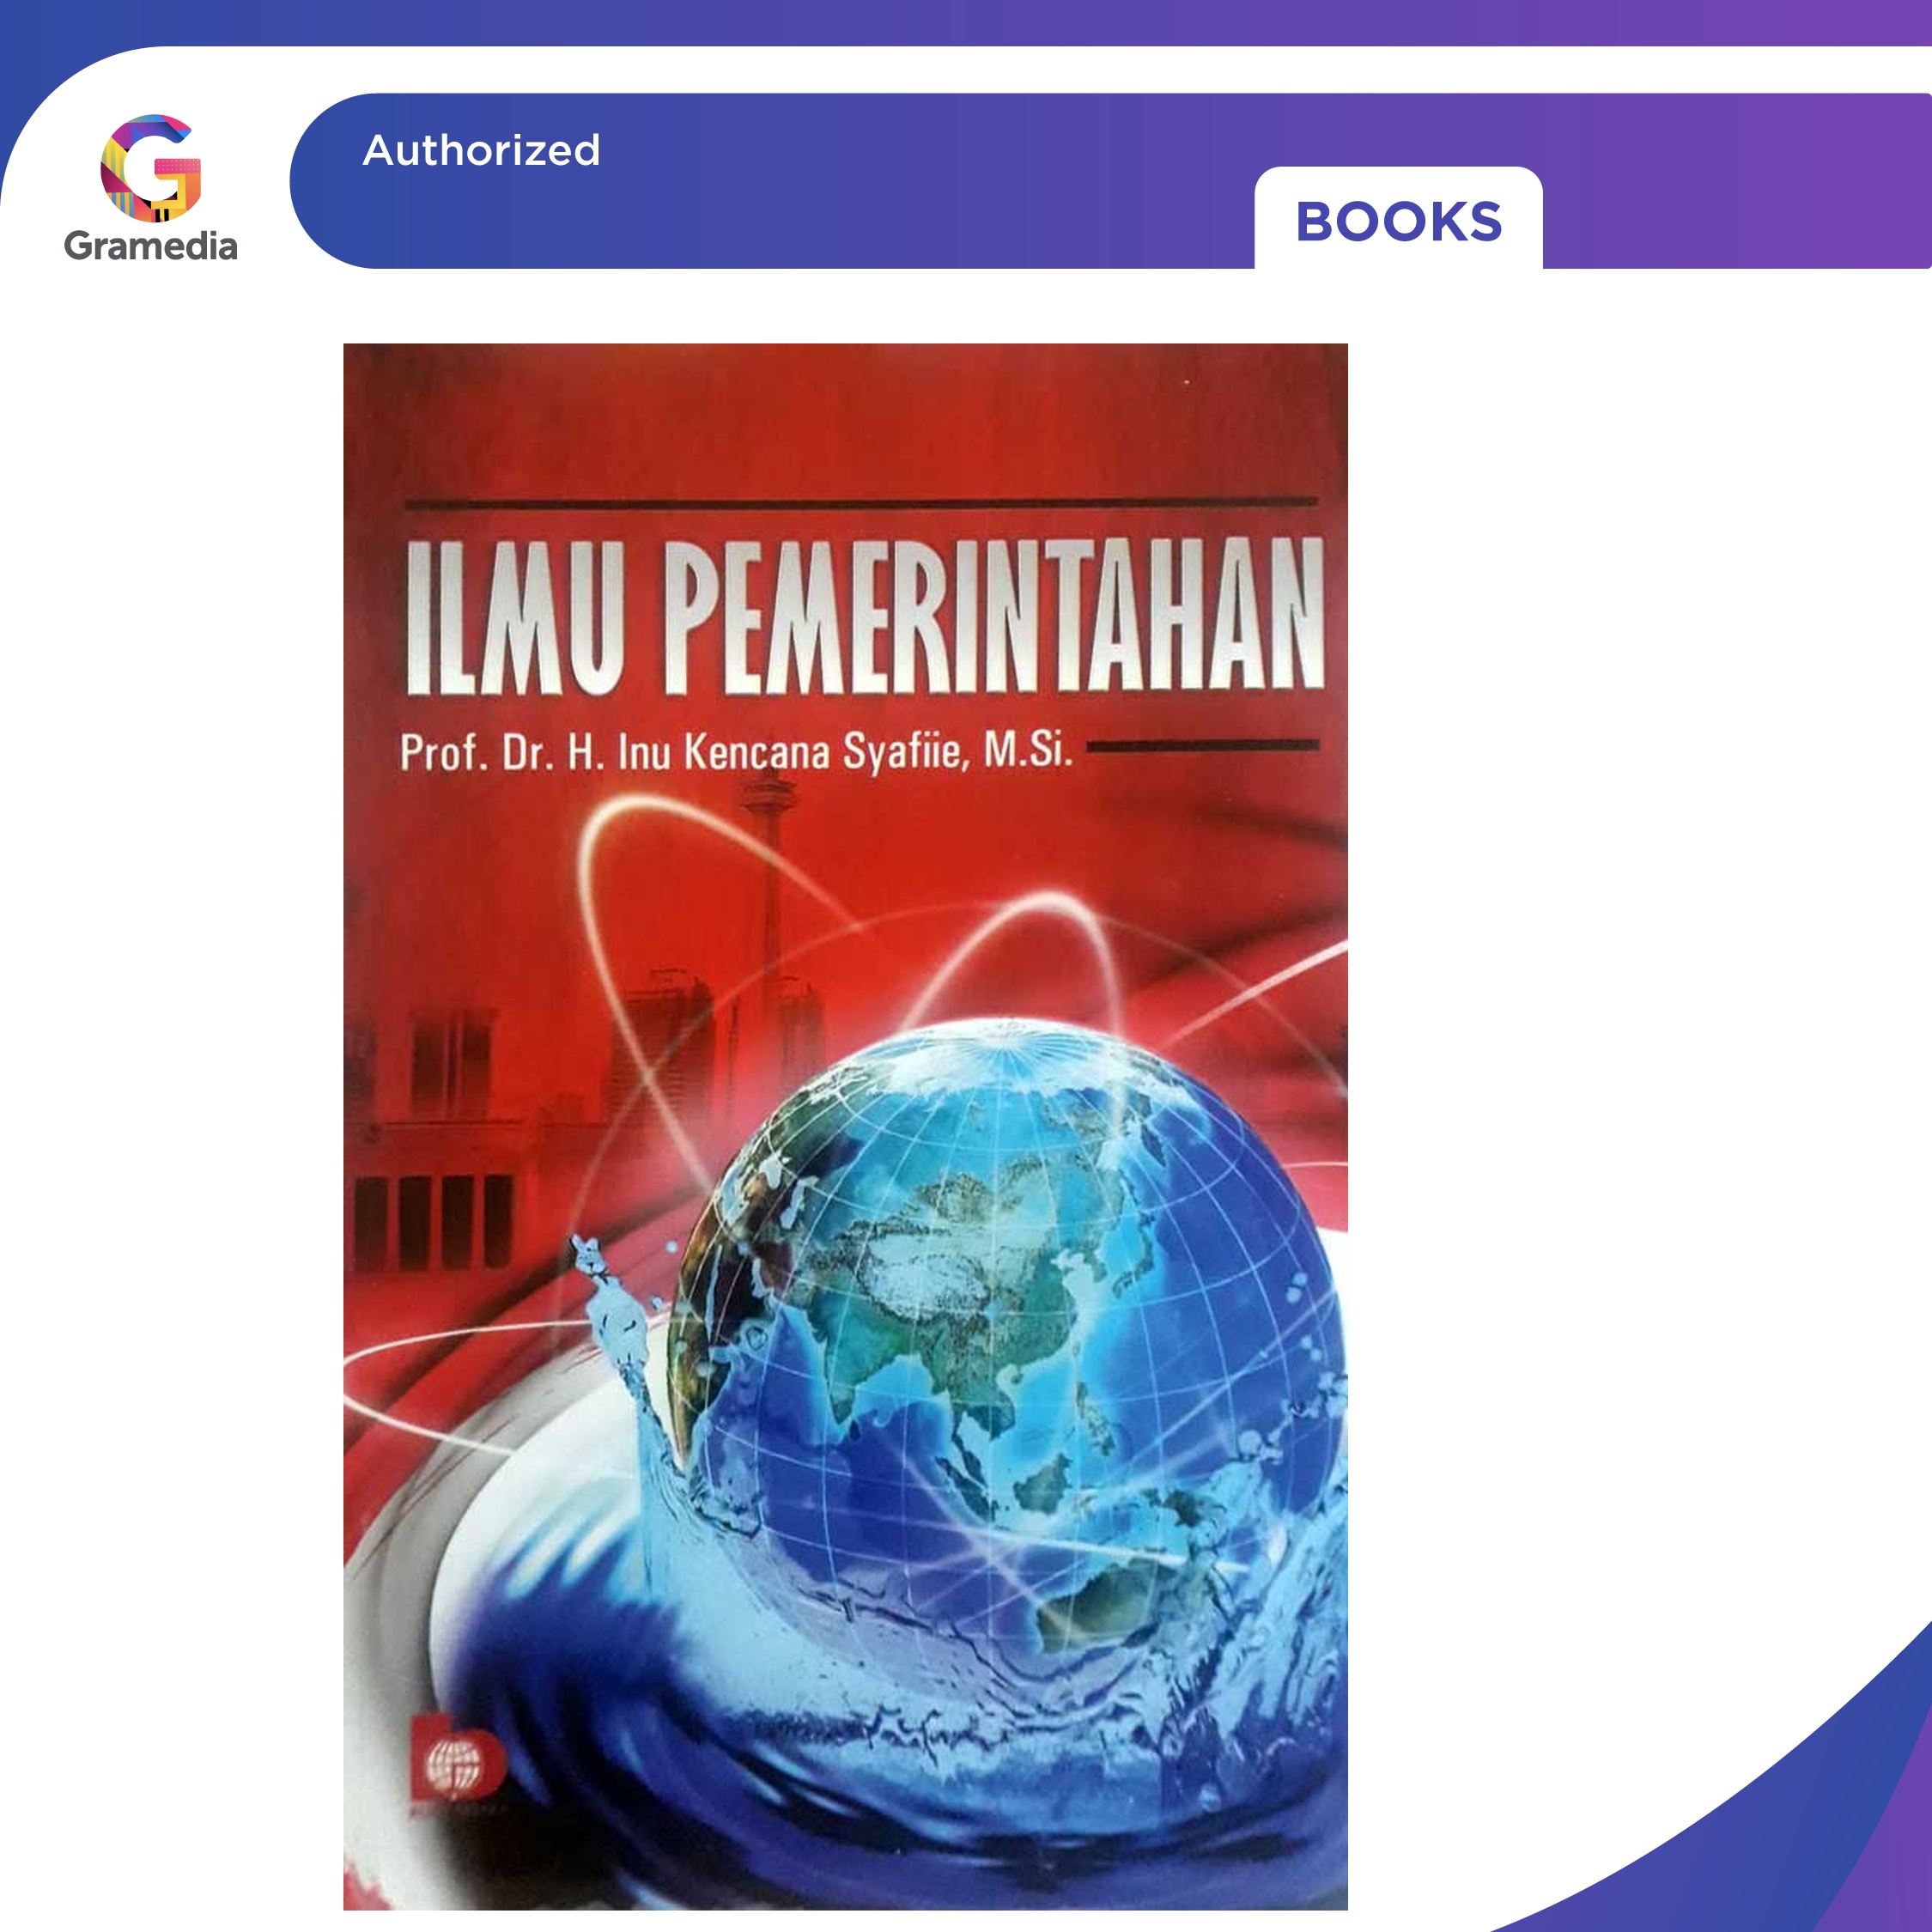 Authorized
Gramedia
BOOKS
ILMU PEMERINTAHAN
Prof. Dr. H. Inu Kencana Syafiie, M.Si.